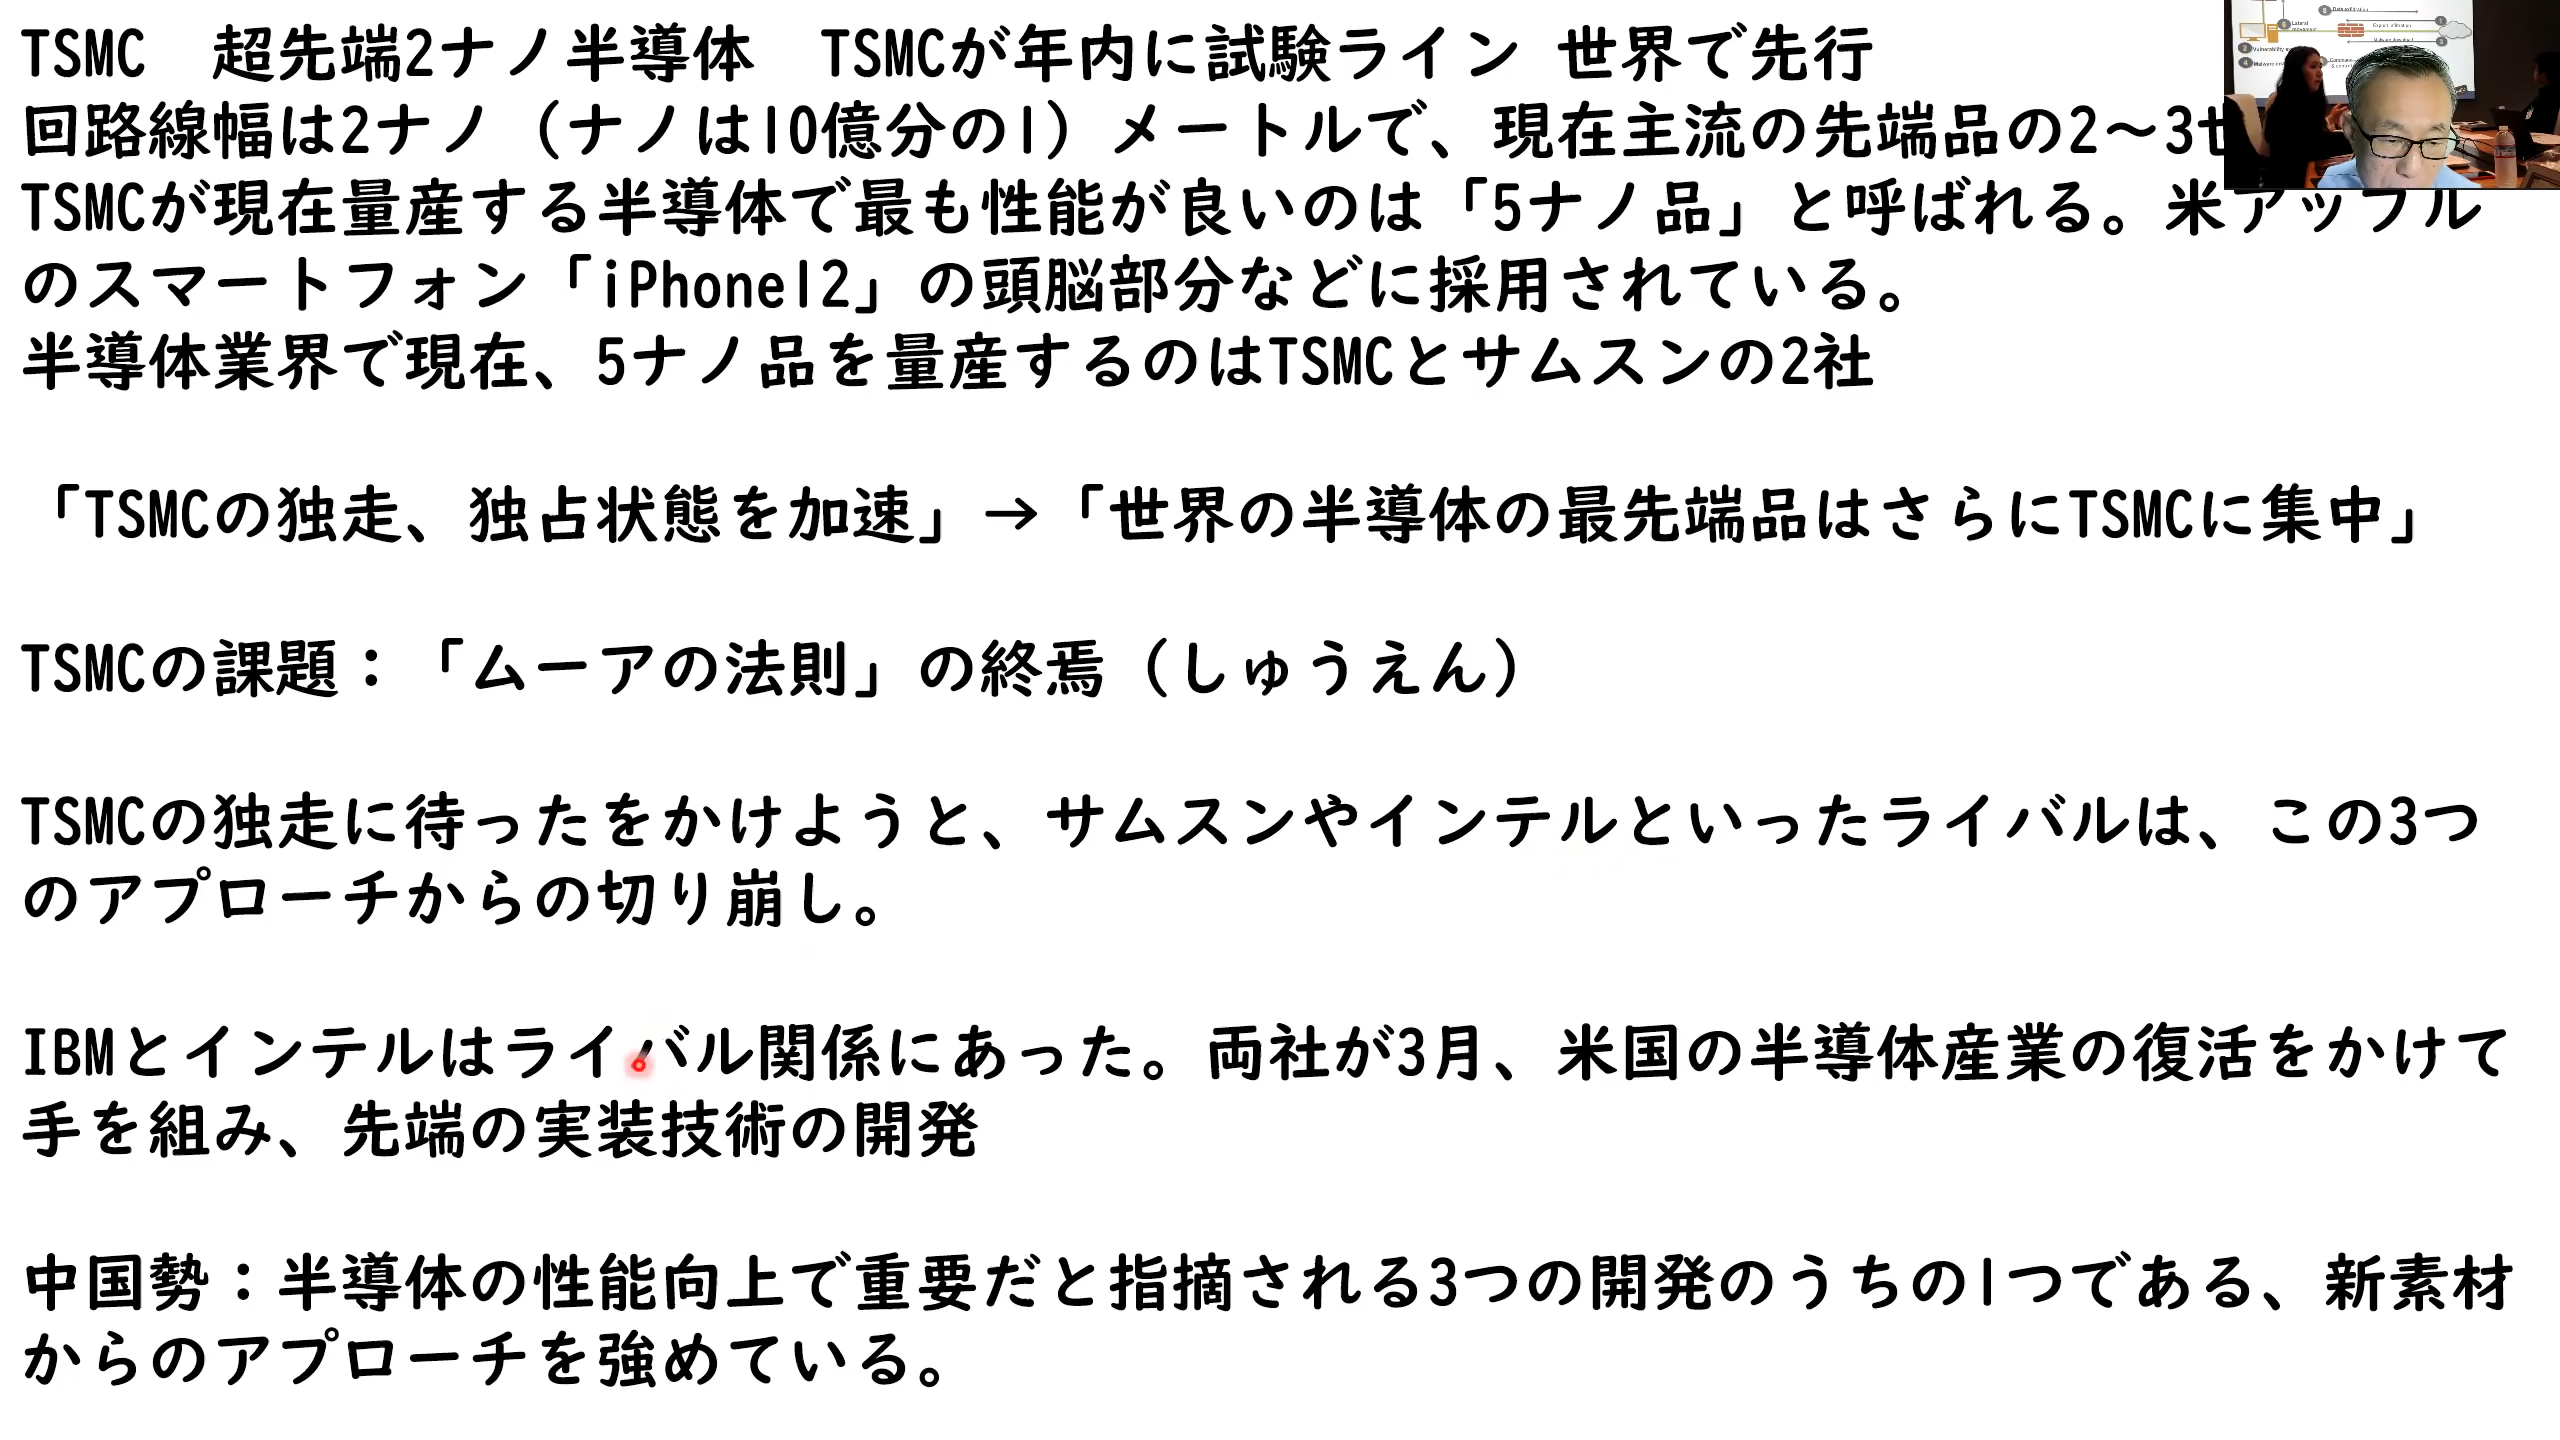 TSMC　超先端2ナノ半導体　TSMCが年内に試験ライン 世界で先行
回路線幅は2ナノ（ナノは10億分の1）メートルで、現在主流の先端品の2～3
TSMCが現在量産する半導体で最も性能が良いのは「5ナノ品」と呼ばれる。米アップル
のスマートフォン「iPhone12」の頭脳部分などに採用されている。
半導体業界で現在、5ナノ品を量産するのはTSMCとサムスンの2社
「TSMCの独走、独占状態を加速」→「世界の半導体の最先端品はさらにTSMCに集中」
TSMCの課題：「ムーアの法則」の終焉（しゅうえん）
TSMCの独走に待ったをかけようと、サムスンやインテルといったライバルは、この3つ
のアプローチからの切り崩し。
IBMとインテルはライバル関係にあった。両社が3月、米国の半導体産業の復活をかけて
手を組み、先端の実装技術の開発
中国勢：半導体の性能向上で重要だと指摘される3つの開発のうちの1つである、新素材
からのアプローチを強めている。
Lateral
movement